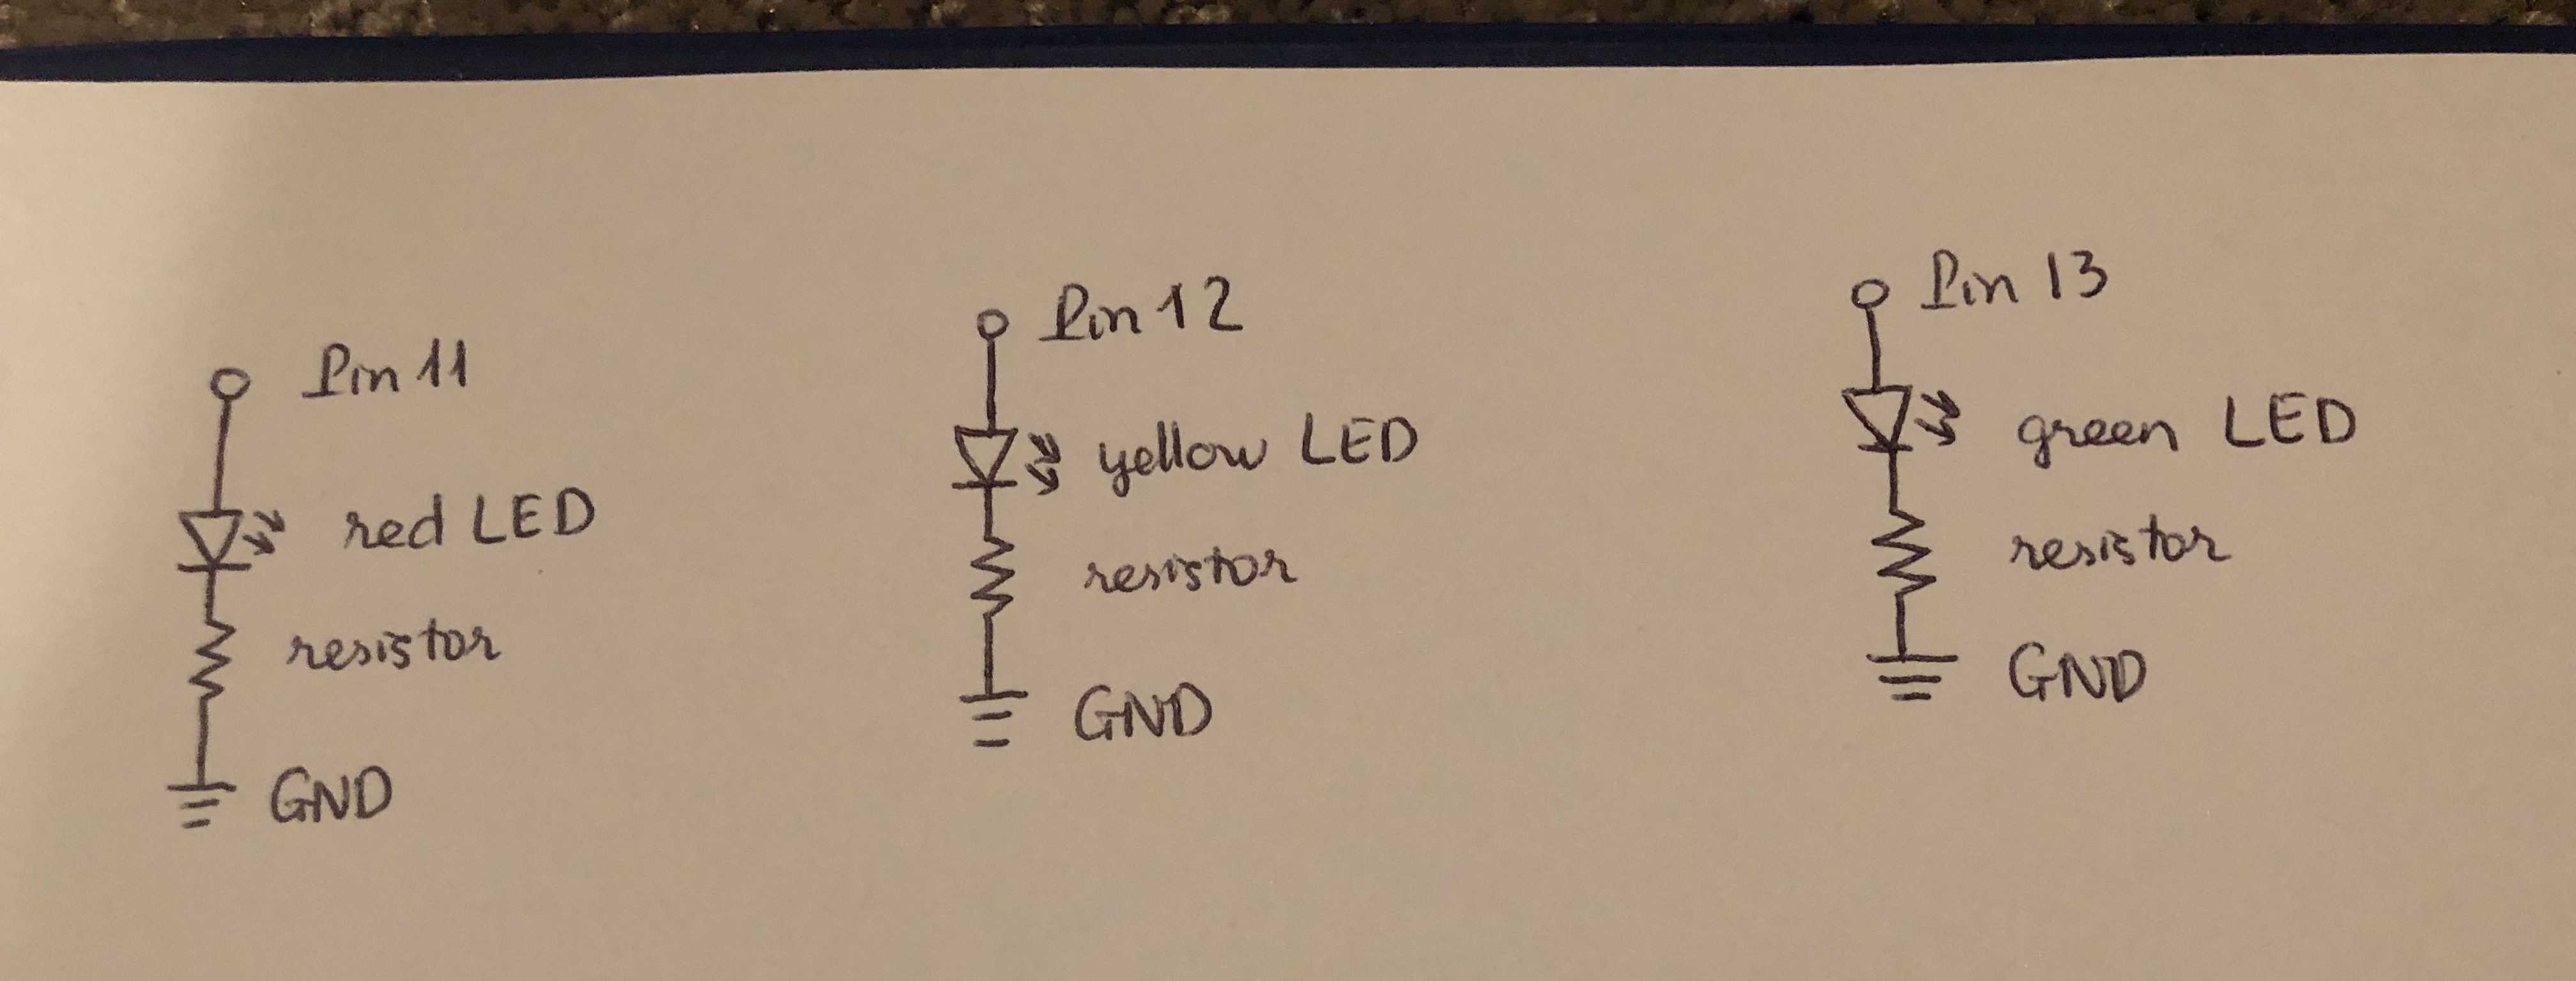 Pin 11
red LED
resistor
GND
Pin 12
yellow LED
resistor
GND
Pin 13
green LED
resistor
GND